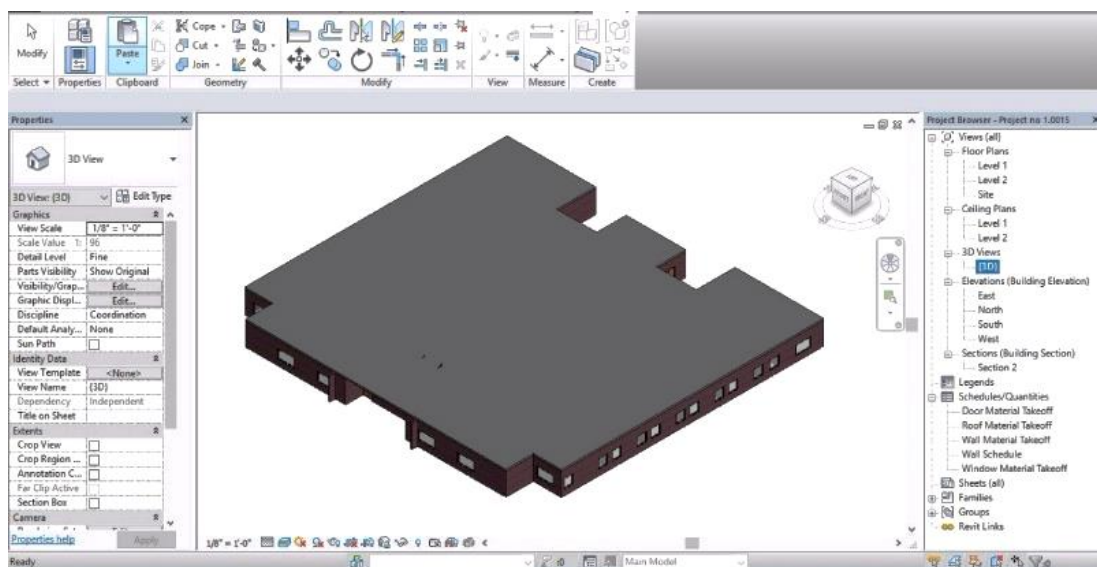 Cope
Modify
Paste
Cut
Join
Select Properties Clipboard Geometry Modify View Measure Create
Properties
3D View
3D View: {3D} Edit Type
Graphics
View Scale 1/8" = 1'-0"
Scale Value 1: 96
Detail Level Fine
Parts Visibility Show Original
Visibility/Grap... Edit...
Graphic Displ... Edit...
Discipline Coordination
Default Analy... None
Sun Path
Identity Data
View Template <None>
View Name {3D}
Dependency Independent
Title on Sheet
Extents
Crop View
Crop Region ...
Annotation C...
Far Clip Active
Section Box
Camera
Properties help Apply
1/8" = 1'-0"
Ready
:0 Main Model
Project Browser - Project no 1.0015
Views (all)
Floor Plans
Level 1
Level 2
Site
Ceiling Plans
Level 1
Level 2
3D Views
{3D}
Elevations (Building Elevation)
East
North
South
West
Sections (Building Section)
Section 2
Legends
Schedules/Quantities
Door Material Takeoff
Roof Material Takeoff
Wall Material Takeoff
Wall Schedule
Window Material Takeoff
Sheets (all)
Families
Groups
Revit Links